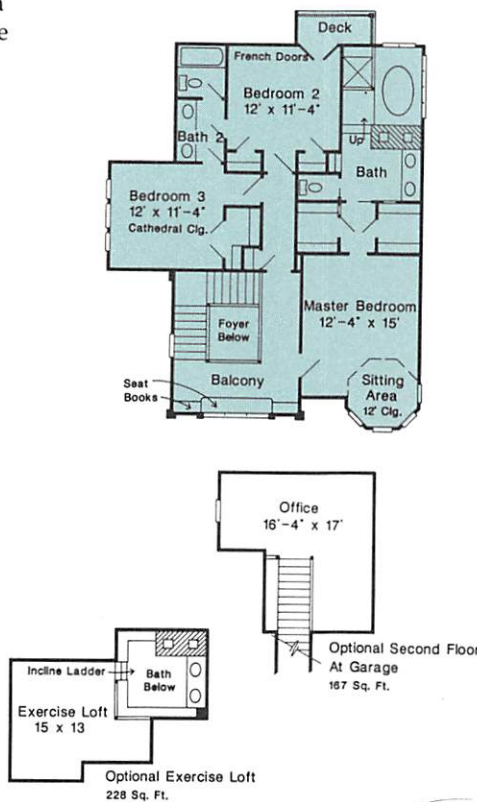 e
Deck
French Doors
Bedroom 2
12' x 11'-4"
Bath 2
Up
Bath
Bedroom 3
12' x 11'-4"
Cathedral Clg.
Master Bedroom
12'-4" x 15'
Foyer
Below
Balcony
Seat
Books
Sitting
Area
12' Clg.
Office
16'-4" x 17'
Optional Second Floor
At Garage
167 Sq. Ft.
Incline Ladder
Bath
Below
Exercise Loft
15 x 13
Optional Exercise Loft
228 Sq. Ft.